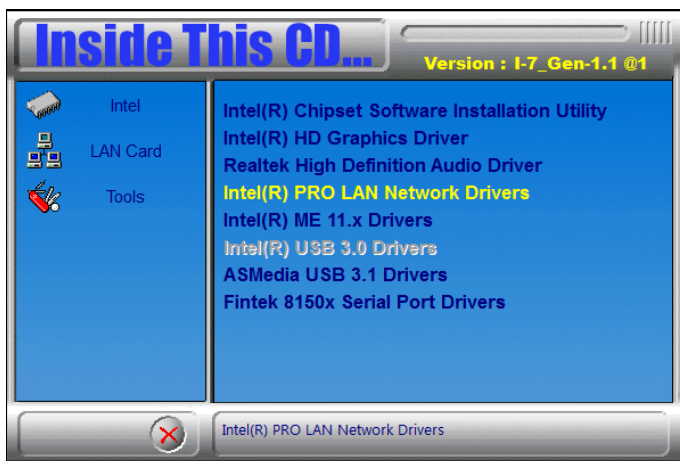 Inside This CD...
Version : I-7_Gen-1.1 @1
Intel
LAN Card
Tools
Intel(R) Chipset Software Installation Utility
Intel(R) HD Graphics Driver
Realtek High Definition Audio Driver
Intel(R) PRO LAN Network Drivers
Intel(R) ME 11.x Drivers
Intel(R) USB 3.0 Drivers
ASMedia USB 3.1 Drivers
Fintek 8150x Serial Port Drivers
Intel(R) PRO LAN Network Drivers